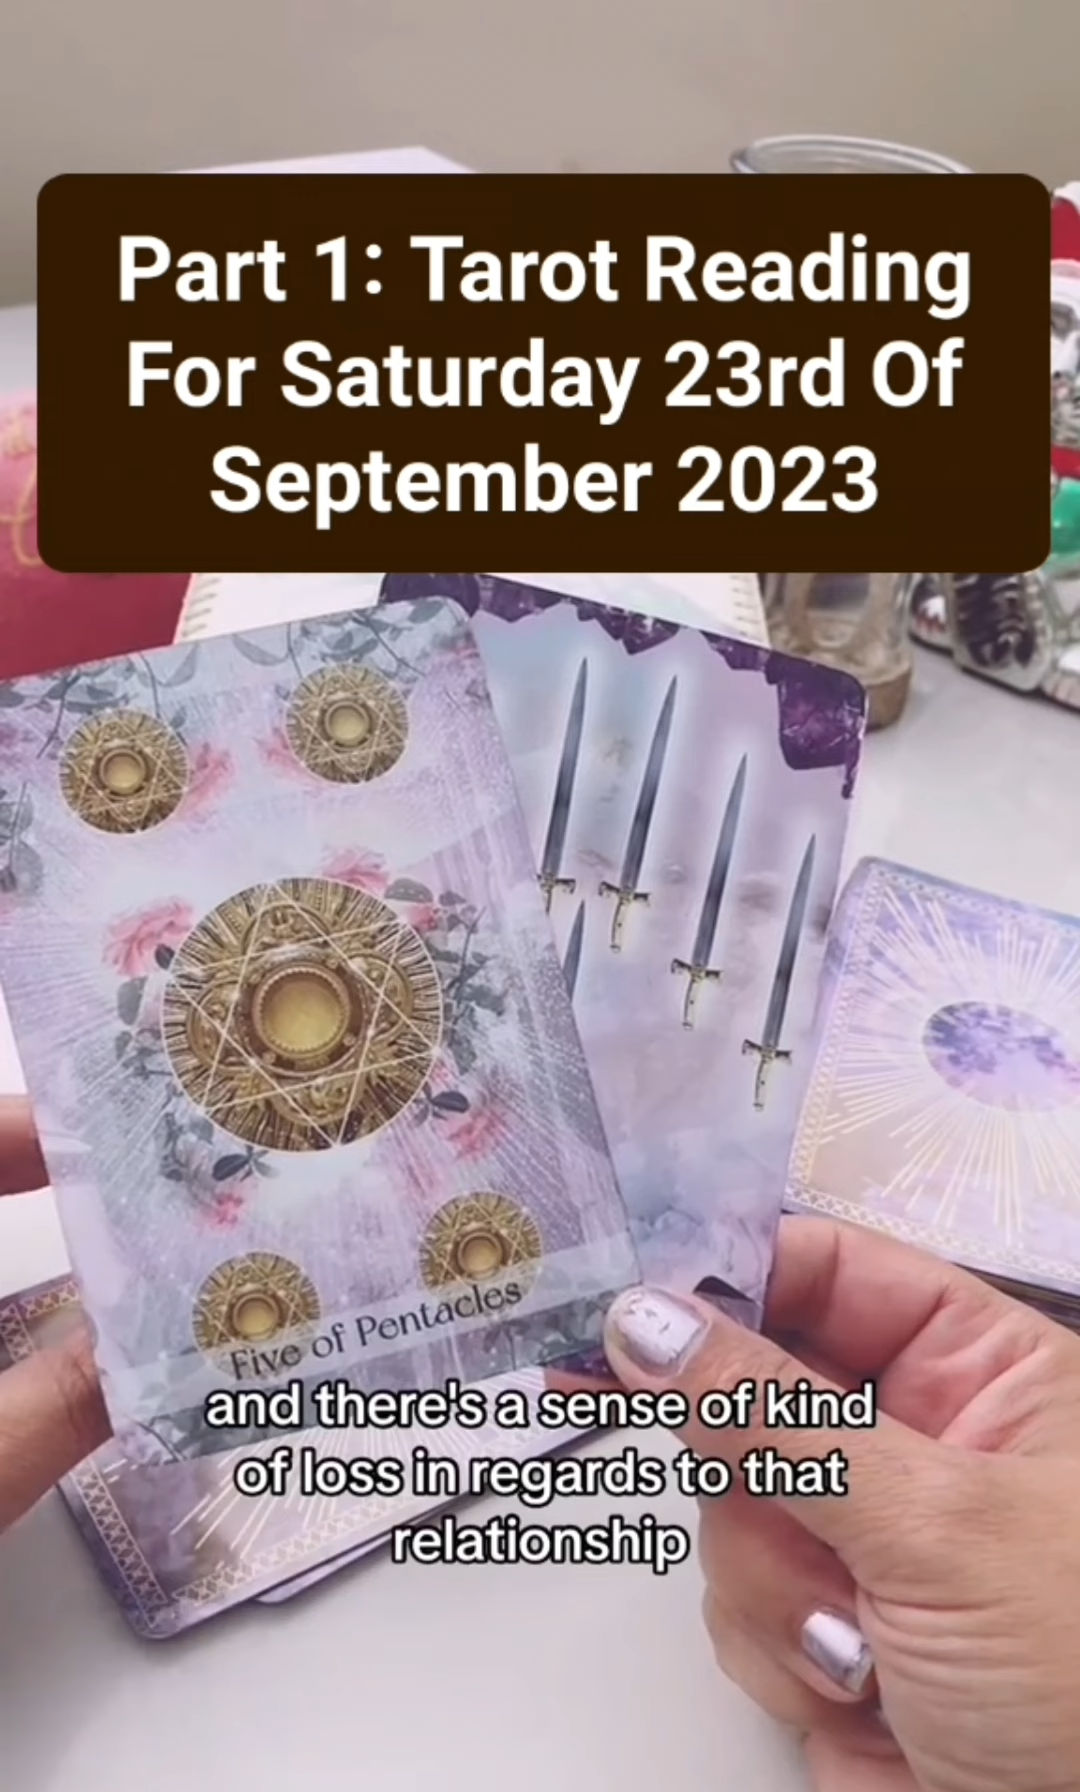 Part 1: Tarot Reading
For Saturday 23rd Of
September 2023
Five of Pentacles
and there's a sense of kind
of loss in regards to that
relationship